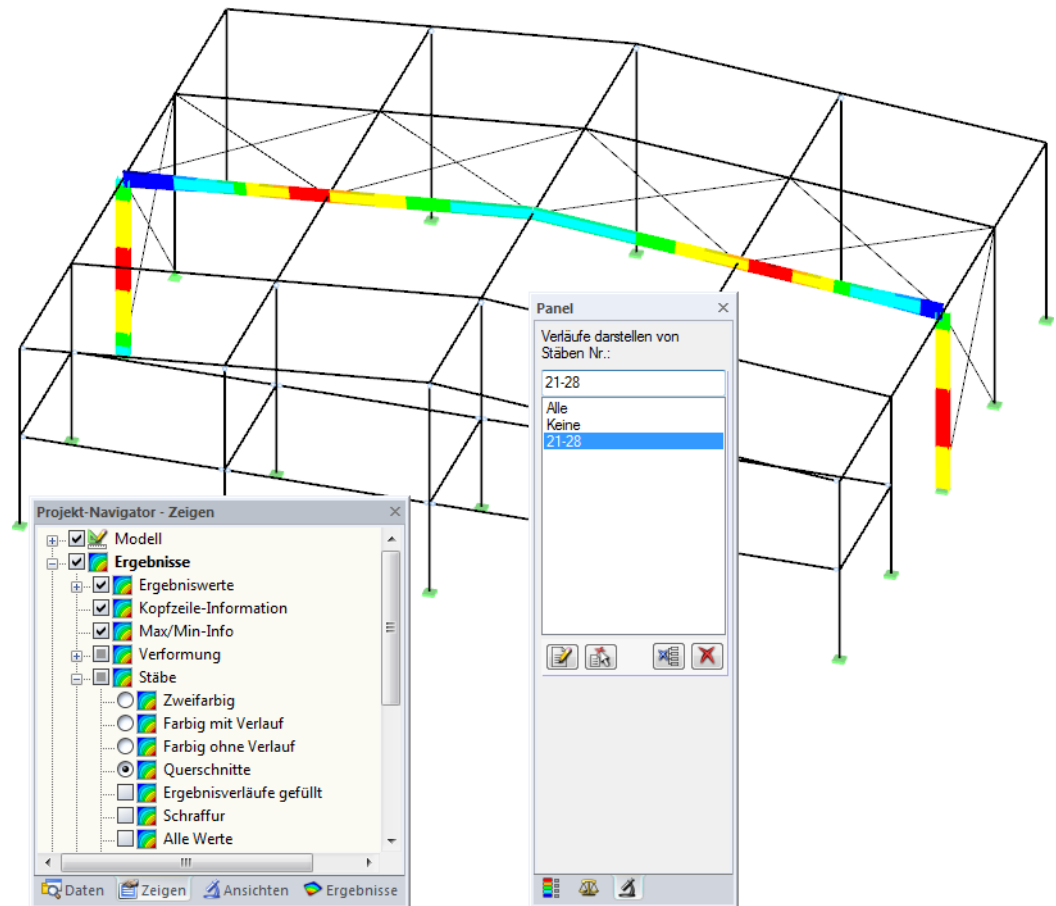 Panel
Verläufe darstellen von
Stäben Nr.:
21-28
Alle
Keine
21-28
Projekt-Navigator - Zeigen
Modell
Ergebnisse
Ergebniswerte
Kopfzeile-Information
Max/Min-Info
Verformung
Stäbe
Zweifarbig
Farbig mit Verlauf
Farbig ohne Verlauf
Querschnitte
Ergebnisverläufe gefüllt
Schraffur
Alle Werte
Daten Zeigen Ansichten Ergebnisse